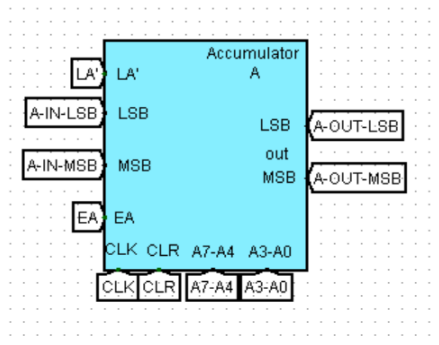 Accumulator
A
LA' LA'
A-IN-LSB LSB
LSB A-OUT-LSB
out
A-IN-MSB MSB
MSB A-OUT-MSB
EA EA
CLK CLR A7-A4 A3-A0
CLK CLR A7-A4 A3-A0